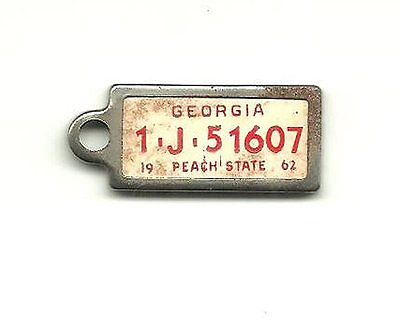 GEORGIA
1·J·51607
19 PEACH STATE 62